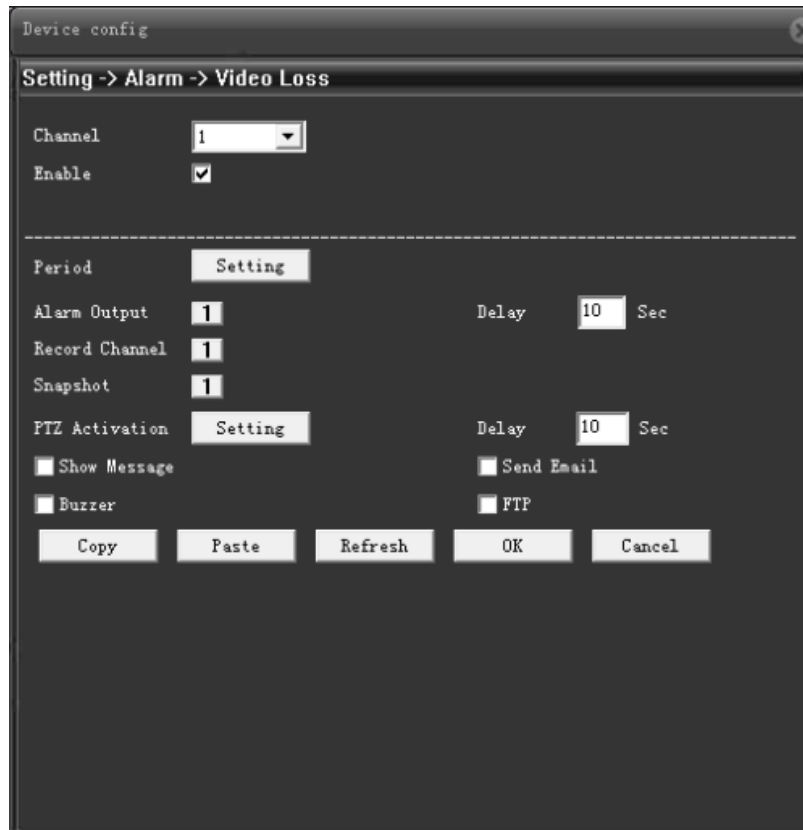 Device config
Setting -> Alarm -> Video Loss
Channel 1
Enable
Period Setting
Alarm Output 1 Delay 10 Sec
Record Channel 1
Snapshot 1
PTZ Activation Setting Delay 10 Sec
Show Message Send Email
Buzzer FTP
Copy Paste Refresh OK Cancel